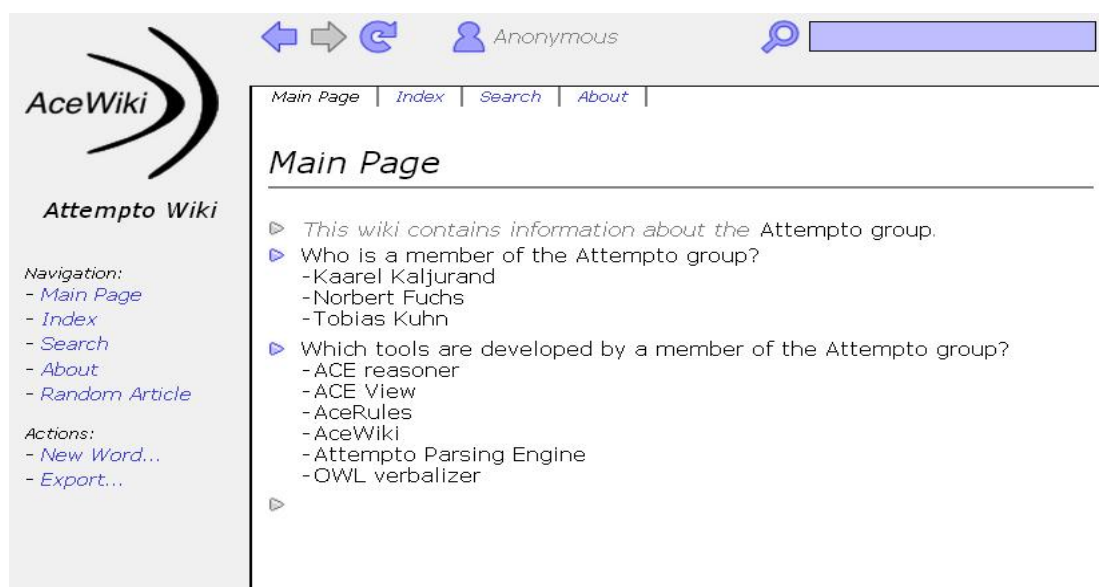 AceWiki
Attempto Wiki
Navigation:
- Main Page
- Index
- Search
- About
- Random Article
Actions:
- New Word...
- Export...
Anonymous
Main Page | Index | Search | About |
Main Page
This wiki contains information about the Attempto group.
Who is a member of the Attempto group?
-Kaarel Kaljurand
-Norbert Fuchs
-Tobias Kuhn
Which tools are developed by a member of the Attempto group?
-ACE reasoner
-ACE View
-AceRules
-AceWiki
-Attempto Parsing Engine
-OWL verbalizer